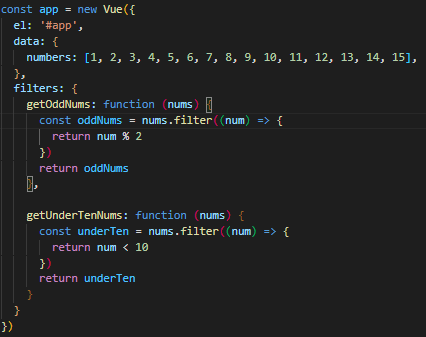 const app = new Vue({
  el: '#app',
  data: {
    numbers: [1, 2, 3, 4, 5, 6, 7, 8, 9, 10, 11, 12, 13, 14, 15],
  },
  filters: {
    getOddNums: function (nums) {
      const oddNums = nums.filter((num) => {
        return num % 2
      })
      return oddNums
    },

    getUnderTenNums: function (nums) {
      const underTen = nums.filter((num) => {
        return num < 10
      })
      return underTen
    }
  }
})